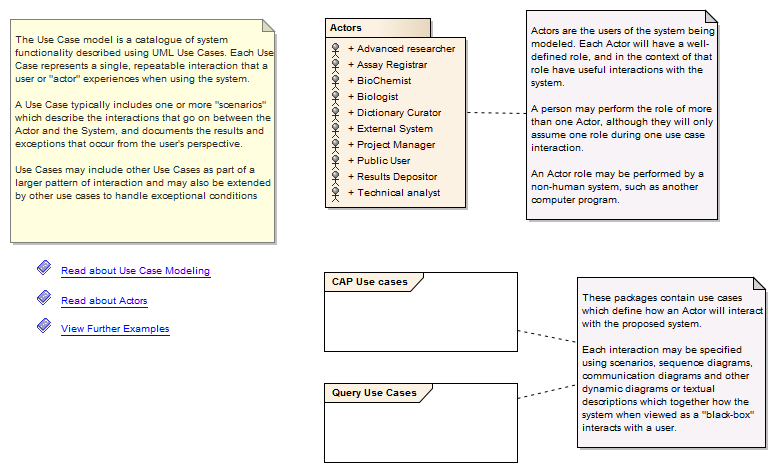 The Use Case model is a catalogue of system
functionality described using UML Use Cases. Each Use
Case represents a single, repeatable interaction that a
user or "actor" experiences when using the system.
A Use Case typically includes one or more "scenarios"
which describe the interactions that go on between the
Actor and the System, and documents the results and
exceptions that occur from the user's perspective.
Use Cases may include other Use Cases as part of a
larger pattern of interaction and may also be extended
by other use cases to handle exceptional conditions
Read about Use Case Modeling
Read about Actors
View Further Examples
Actors
+ Advanced researcher
+ Assay Registrar
+ BioChemist
+ Biologist
+ Dictionary Curator
+ External System
+ Project Manager
+ Public User
+ Results Depositor
+ Technical analyst
Actors are the users of the system being
modeled. Each Actor will have a well-
defined role, and in the context of that
role have useful interactions with the
system.
A person may perform the role of more
than one Actor, although they will only
assume one role during one use case
interaction.
An Actor role may be performed by a
non-human system, such as another
computer program.
CAP Use cases
Query Use Cases
These packages contain use cases
which define how an Actor will interact
with the proposed system.
Each interaction may be specified
using scenarios, sequence diagrams,
communication diagrams and other
dynamic diagrams or textual
descriptions which together how the
system when viewed as a "black-box"
interacts with a user.